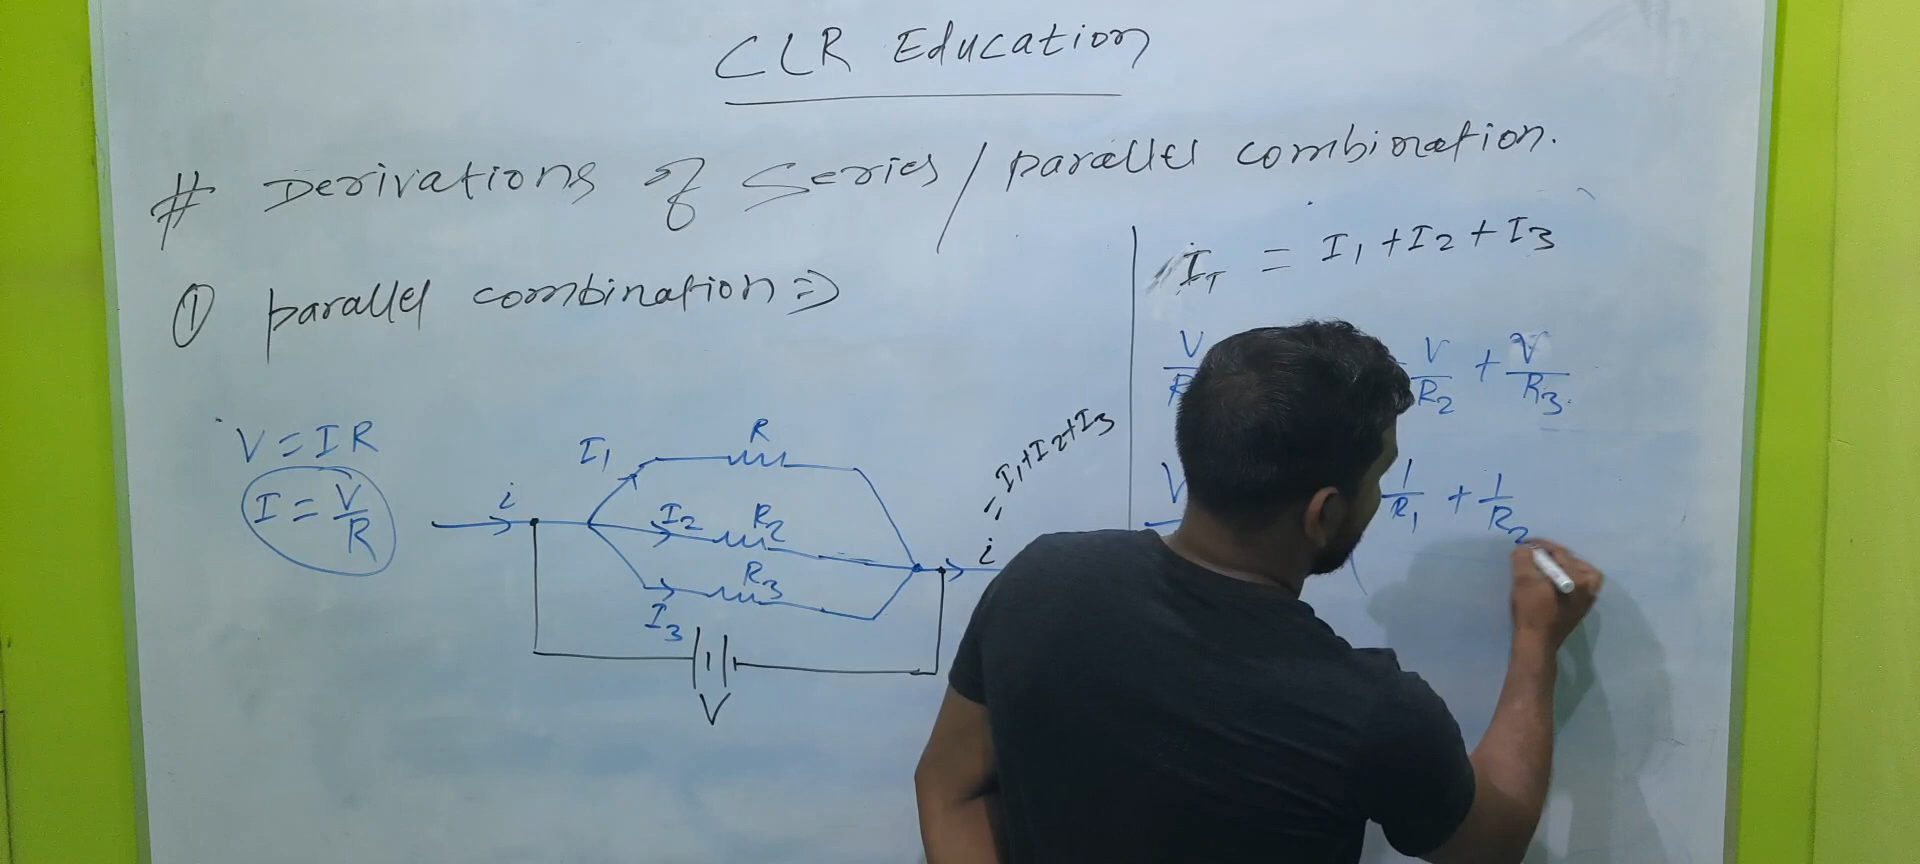 CLR Education
# Derivations of Series / parallel combination.
① parallel combination ⇒
V = IR
I = V/R
i
I1
R
I2
R2
R3
I3
V
i
= I1+I2+I3
IT = I1 + I2 + I3
V/R
V/R2 + V/R3.
V
1/R1 + 1/R2